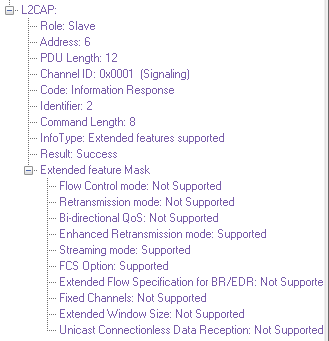 L2CAP:
Role: Slave
Address: 6
PDU Length: 12
Channel ID: 0x0001 (Signaling)
Code: Information Response
Identifier: 2
Command Length: 8
InfoType: Extended features supported
Result: Success
Extended feature Mask
Flow Control mode: Not Supported
Retransmission mode: Not Supported
Bi-directional QoS: Not Supported
Enhanced Retransmission mode: Supported
Streaming mode: Supported
FCS Option: Supported
Extended Flow Specification for BR/EDR: Not Supporte
Fixed Channels: Not Supported
Extended Window Size: Not Supported
Unicast Connectionless Data Reception: Not Supported